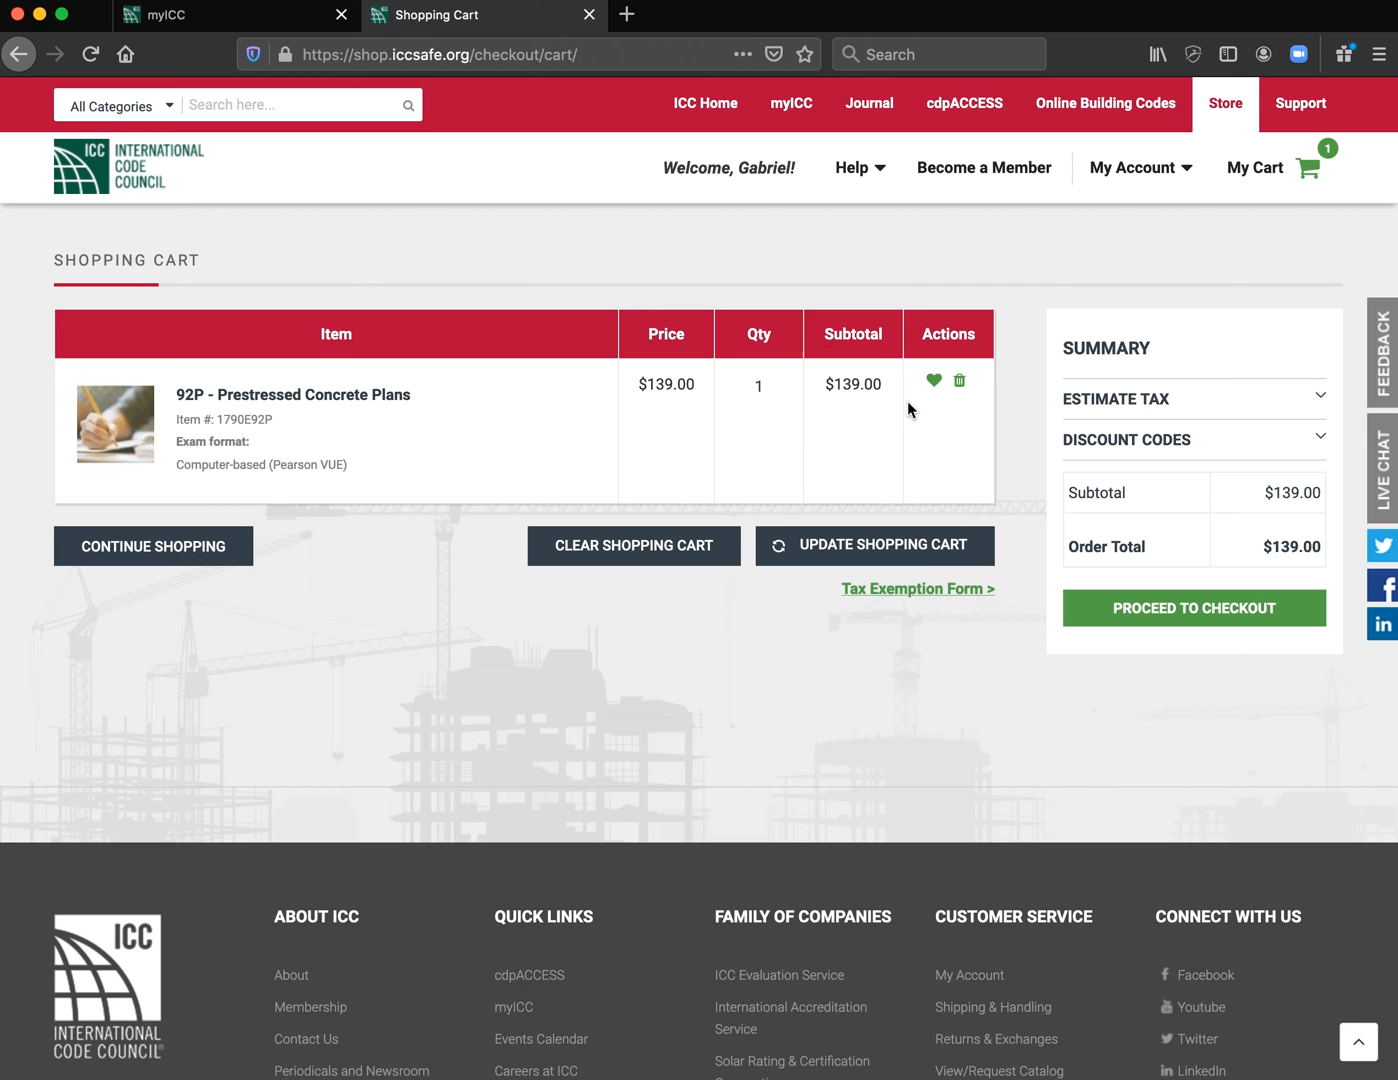 myICC
Shopping Cart
https://shop.iccsafe.org/checkout/cart/
Search
All Categories
Search here...
ICC Home
myICC
Journal
cdpACCESS
Online Building Codes
Store
Support
ICC INTERNATIONAL
CODE
COUNCIL
Welcome, Gabriel!
Help
Become a Member
My Account
My Cart
1
SHOPPING CART
Item
Price
Qty
Subtotal
Actions
92P - Prestressed Concrete Plans
$139.00
1
$139.00
Item #: 1790E92P
Exam format:
Computer-based (Pearson VUE)
CONTINUE SHOPPING
CLEAR SHOPPING CART
UPDATE SHOPPING CART
Tax Exemption Form >
SUMMARY
ESTIMATE TAX
DISCOUNT CODES
Subtotal $139.00
Order Total $139.00
PROCEED TO CHECKOUT
FEEDBACK
LIVE CHAT
ICC
INTERNATIONAL
CODE COUNCIL
ABOUT ICC
About
Membership
Contact Us
Periodicals and Newsroom
QUICK LINKS
cdpACCESS
myICC
Events Calendar
Careers at ICC
FAMILY OF COMPANIES
ICC Evaluation Service
International Accreditation
Service
Solar Rating & Certification
CUSTOMER SERVICE
My Account
Shipping & Handling
Returns & Exchanges
View/Request Catalog
CONNECT WITH US
Facebook
Youtube
Twitter
LinkedIn